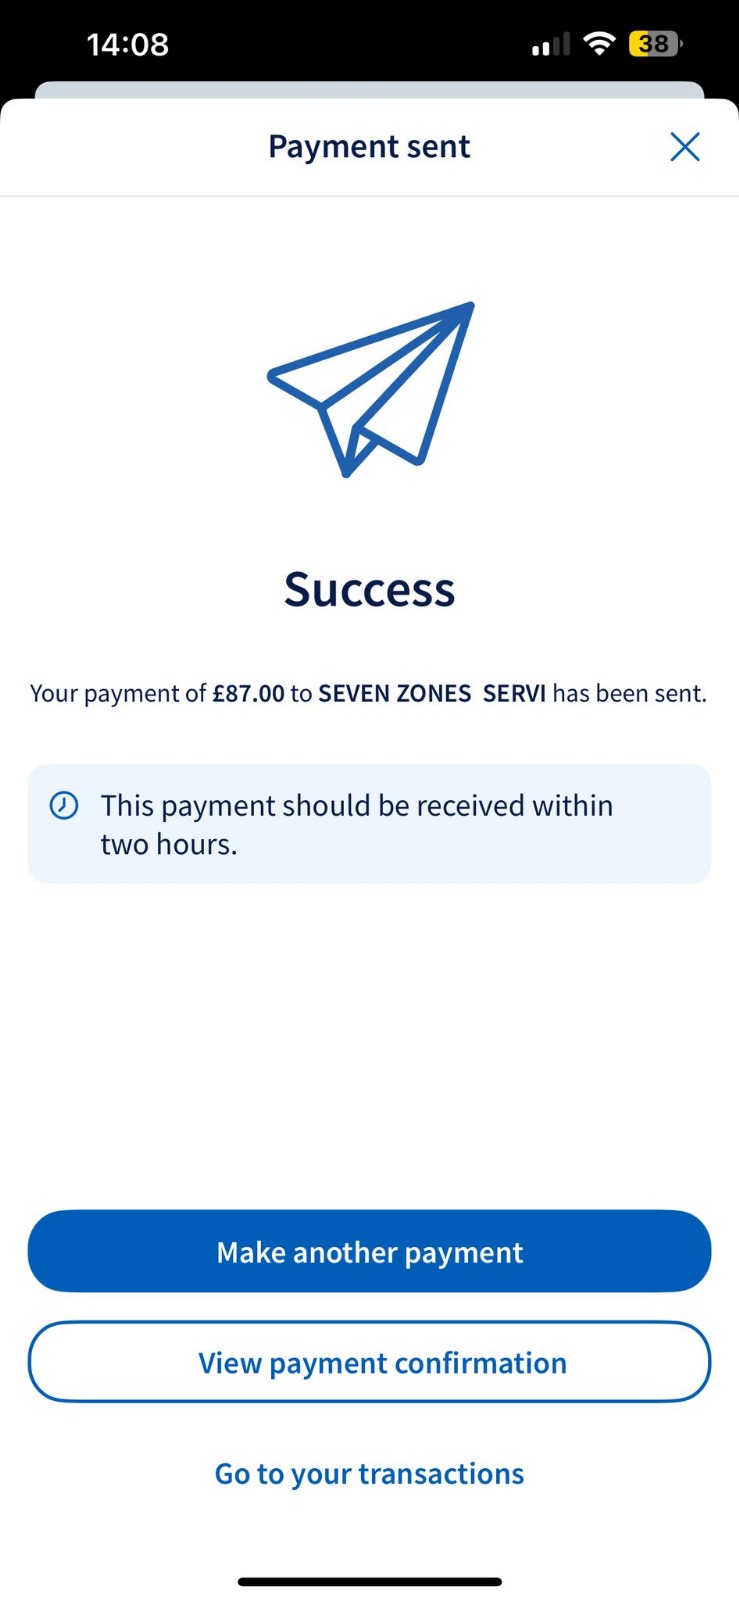 14:08
38
Payment sent
Success
Your payment of £87.00 to SEVEN ZONES  SERVI has been sent.
This payment should be received within
two hours.
Make another payment
View payment confirmation
Go to your transactions